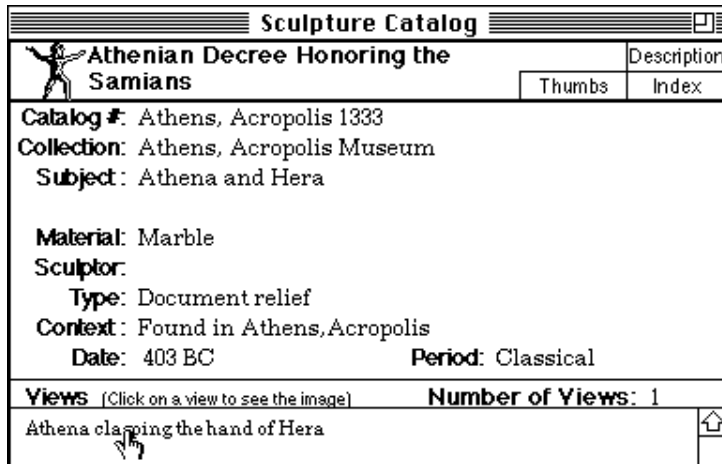 Sculpture Catalog
Athenian Decree Honoring the
Samians
Description
Thumbs
Index
Catalog #: Athens, Acropolis 1333
Collection: Athens, Acropolis Museum
Subject: Athena and Hera
Material: Marble
Sculptor:
Type: Document relief
Context: Found in Athens, Acropolis
Date: 403 BC Period: Classical
Views (Click on a view to see the image) Number of Views: 1
Athena clasping the hand of Hera